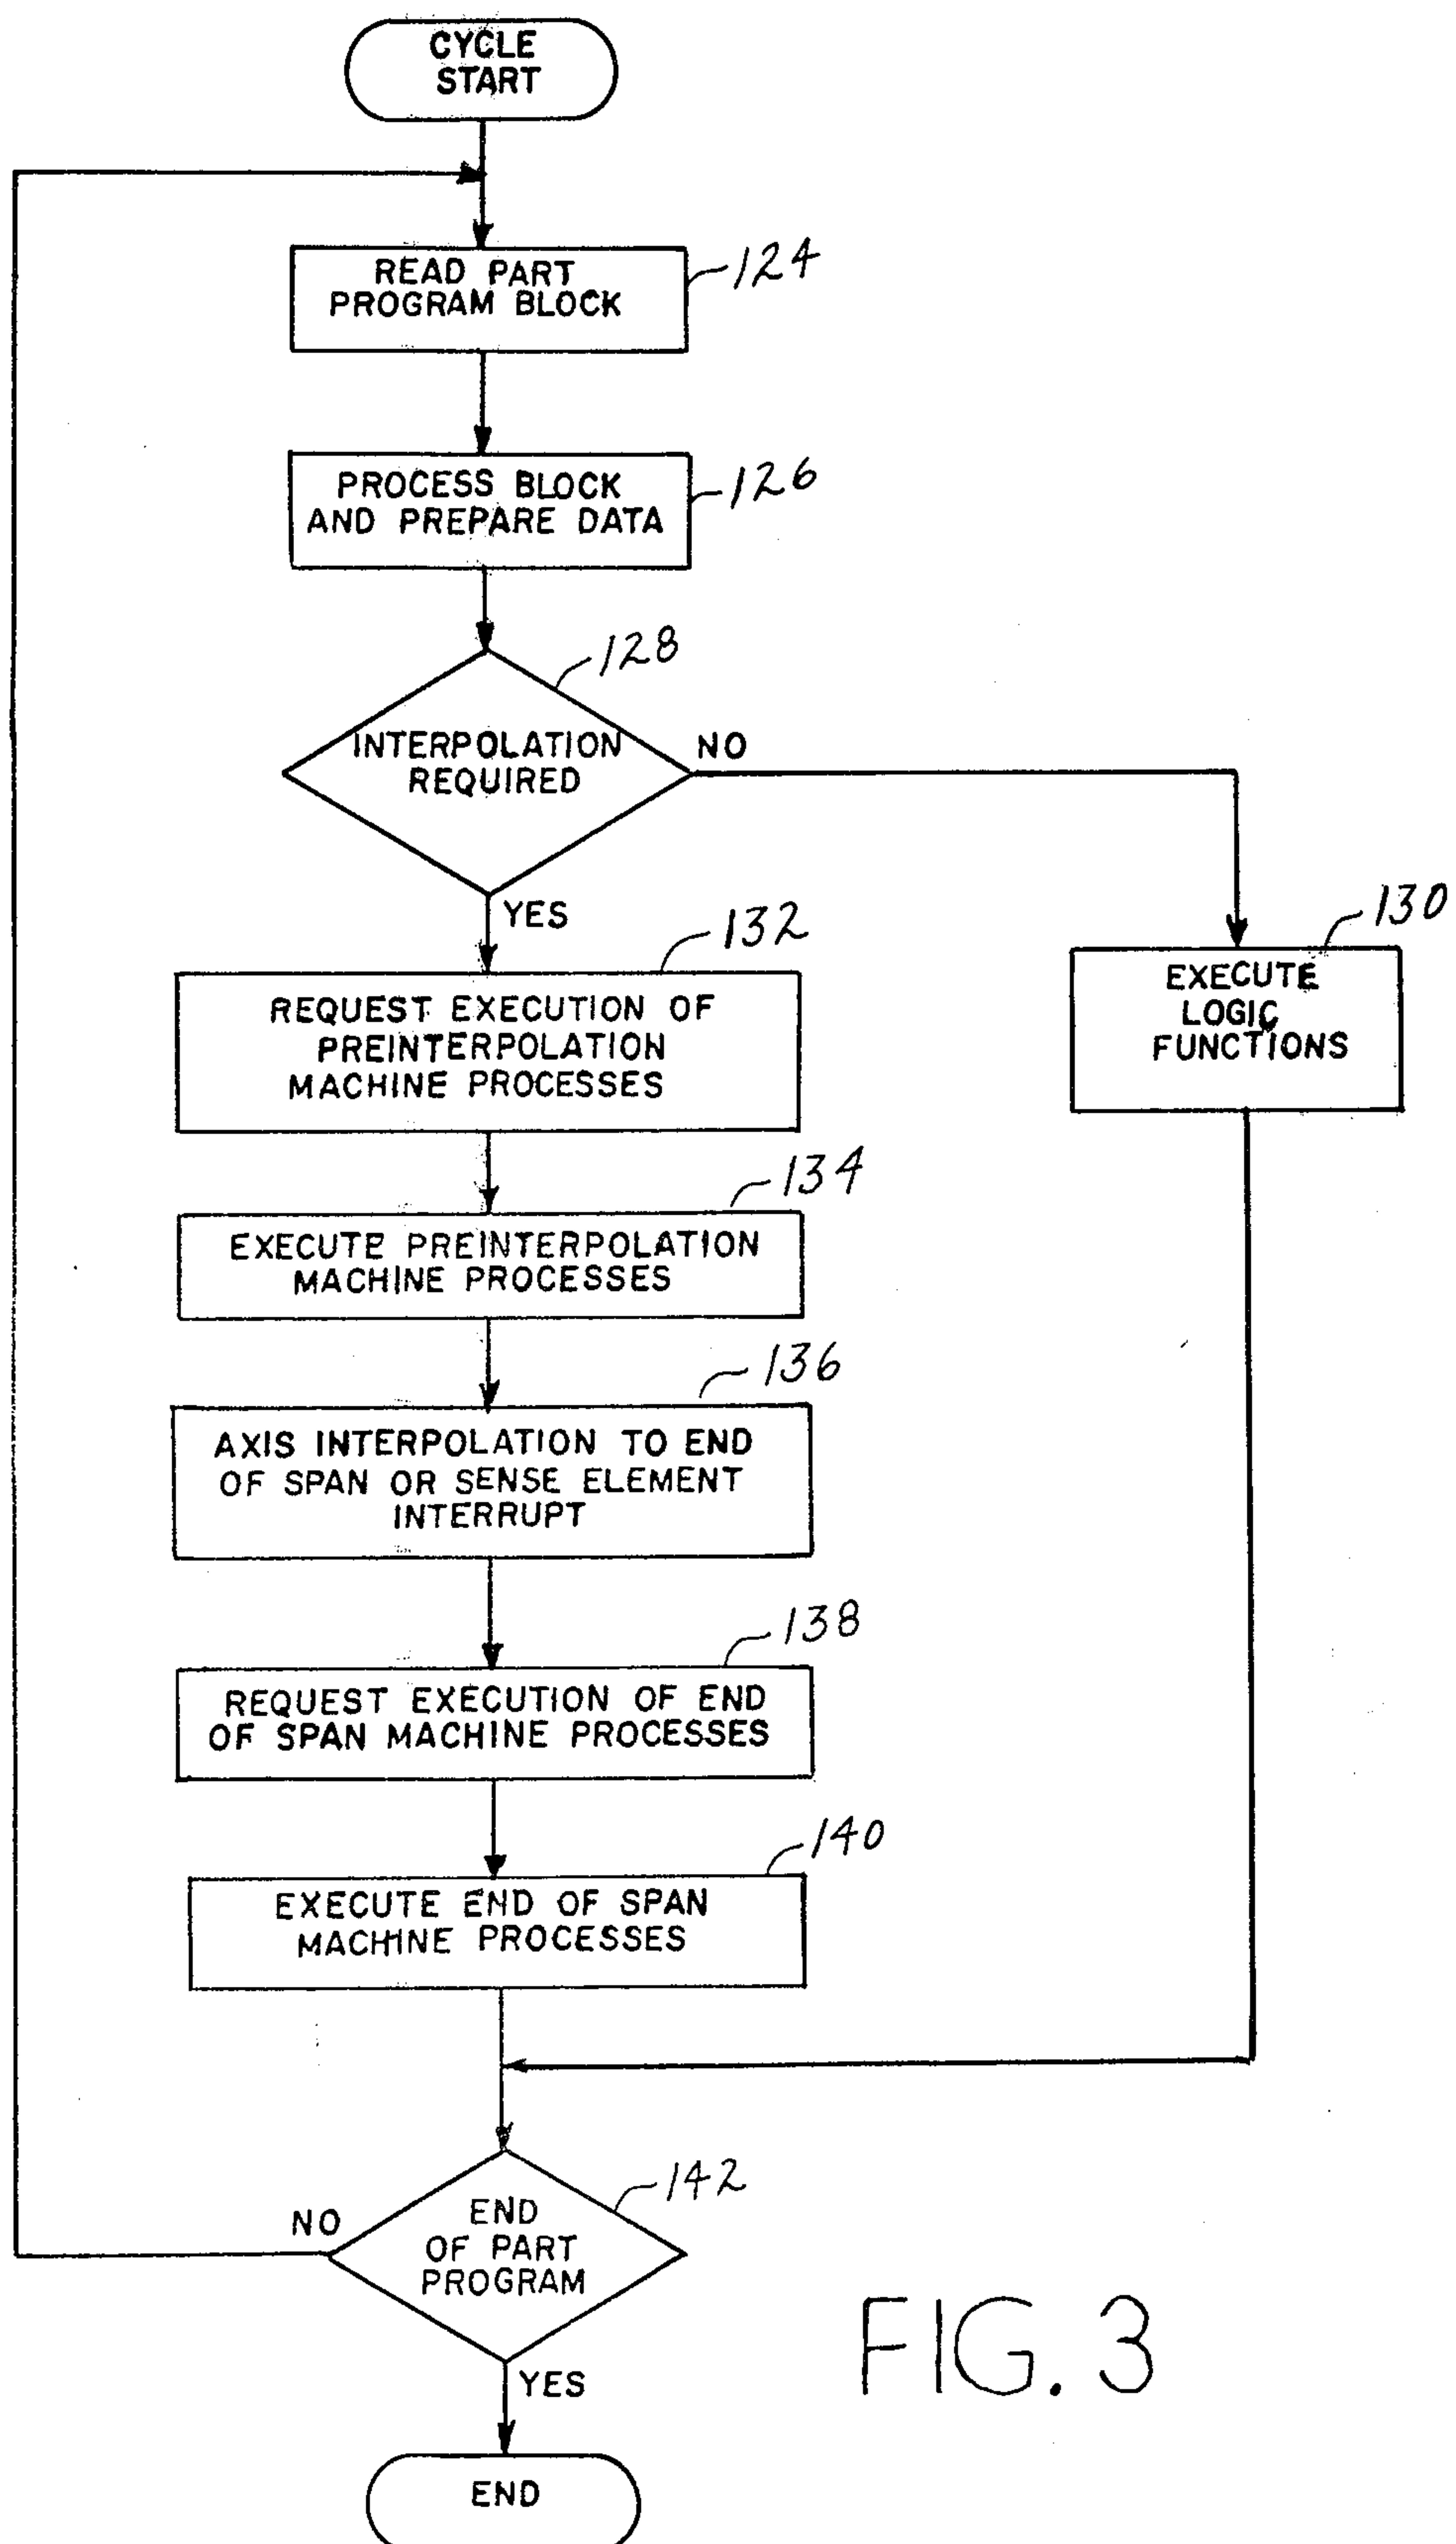 CYCLE
START
READ PART
PROGRAM BLOCK
124
PROCESS BLOCK
AND PREPARE DATA
126
128
INTERPOLATION
REQUIRED
NO
YES
130
EXECUTE
LOGIC
FUNCTIONS
132
REQUEST EXECUTION OF
PREINTERPOLATION
MACHINE PROCESSES
134
EXECUTE PREINTERPOLATION
MACHINE PROCESSES
136
AXIS INTERPOLATION TO END
OF SPAN OR SENSE ELEMENT
INTERRUPT
138
REQUEST EXECUTION OF END
OF SPAN MACHINE PROCESSES
140
EXECUTE END OF SPAN
MACHINE PROCESSES
142
NO
END
OF PART
PROGRAM
YES
END
FIG. 3